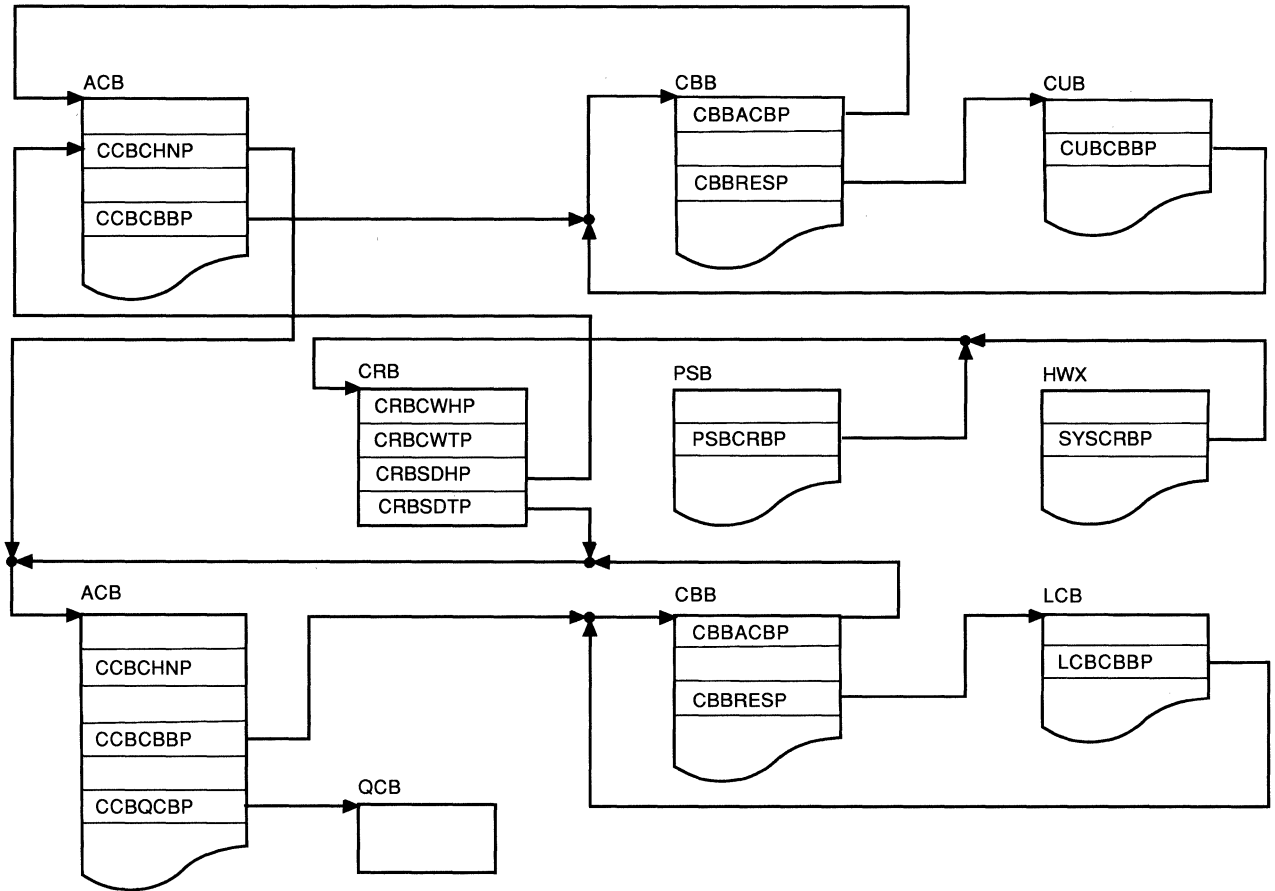 ACB
CCBCHNP
CCBCBBP
CBB
CBBACBP
CBBRESP
CUB
CUBCBBP
CRB
CRBCWHP
CRBCWTP
CRBSDHP
CRBSDTP
PSB
PSBCRBP
HWX
SYSCRBP
ACB
CCBCHNP
CCBCBBP
CCBQCBP
QCB
CBB
CBBACBP
CBBRESP
LCB
LCBCBBP